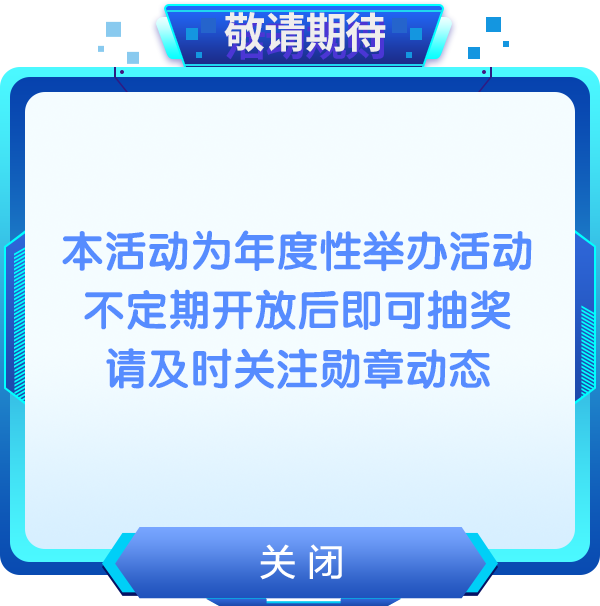 敬请期待
本活动为年度性举办活动
不定期开放后即可抽奖
请及时关注勋章动态
关闭